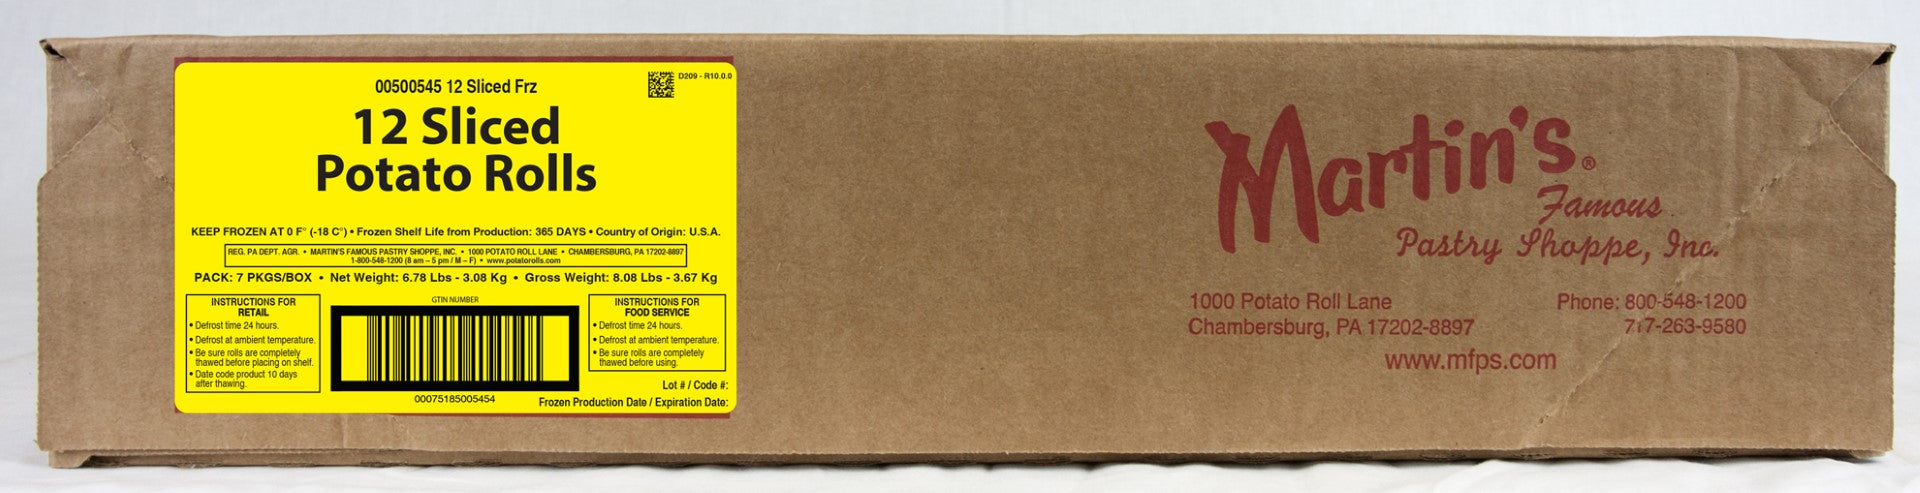 00500545 12 Sliced Frz
D209 - R10.0.0
12 Sliced
Potato Rolls
KEEP FROZEN AT 0 F° (-18 C°) • Frozen Shelf Life from Production: 365 DAYS • Country of Origin: U.S.A.
REG. PA DEPT. AGR. • MARTIN'S FAMOUS PASTRY SHOPPE, INC. • 1000 POTATO ROLL LANE • CHAMBERSBURG, PA 17202-8897
1-800-548-1200 (8 am – 5 pm / M – F) • www.potatorolls.com
PACK: 7 PKGS/BOX • Net Weight: 6.78 Lbs - 3.08 Kg • Gross Weight: 8.08 Lbs - 3.67 Kg
INSTRUCTIONS FOR
RETAIL
• Defrost time 24 hours.
• Defrost at ambient temperature.
• Be sure rolls are completely
thawed before placing on shelf.
• Date code product 10 days
after thawing.
GTIN NUMBER
00075185005454
INSTRUCTIONS FOR
FOOD SERVICE
• Defrost time 24 hours.
• Defrost at ambient temperature.
• Be sure rolls are completely
thawed before using.
Lot # / Code #:
Frozen Production Date / Expiration Date:
Martin's®
Famous
Pastry Shoppe, Inc.
1000 Potato Roll Lane
Chambersburg, PA 17202-8897
Phone: 800-548-1200
717-263-9580
www.mfps.com